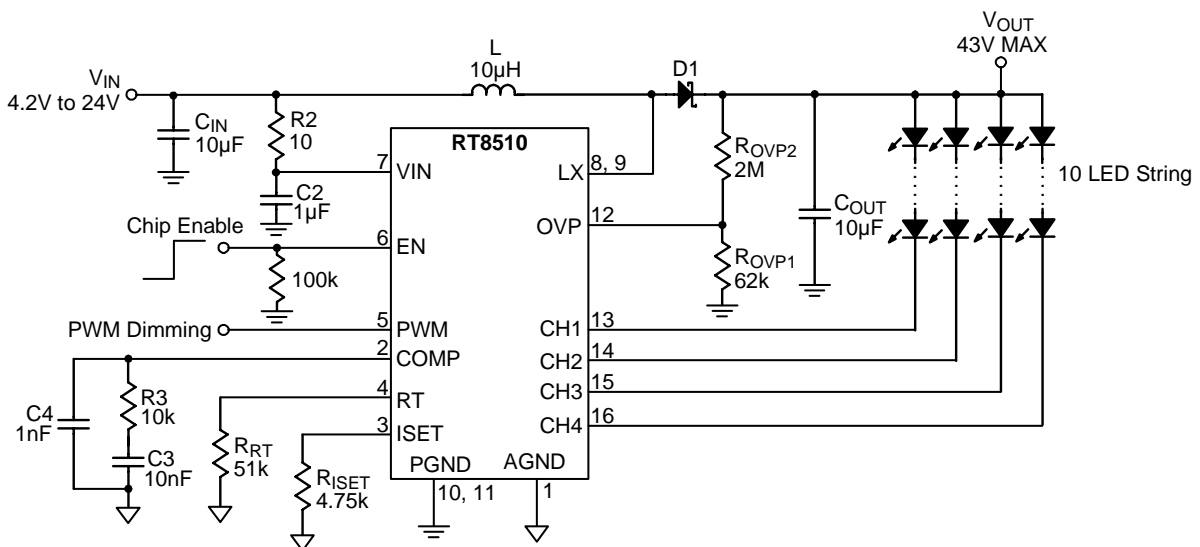 VOUT
43V MAX
L
10µH
D1
VIN
4.2V to 24V
CIN
10µF
R2
10
RT8510
7
VIN
LX
8, 9
ROVP2
2M
10 LED String
C2
1µF
12
OVP
COUT
10µF
Chip Enable
6
EN
ROVP1
62k
100k
PWM Dimming
5
PWM
CH1
13
2
COMP
CH2
14
4
RT
CH3
15
3
ISET
CH4
16
C4
1nF
R3
10k
C3
10nF
RRT
51k
RISET
4.75k
PGND
AGND
10, 11
1